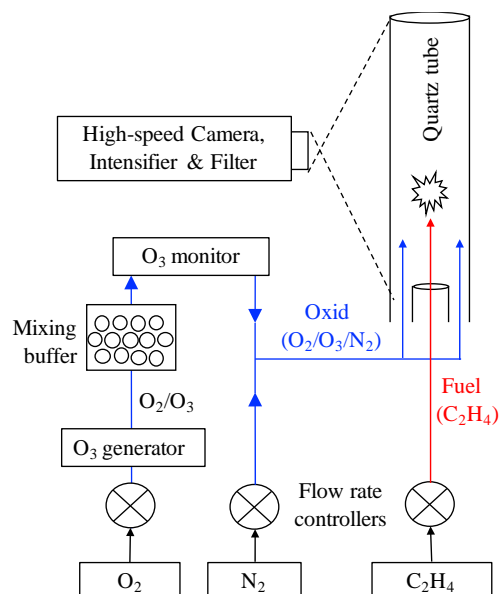 Quartz tube
High-speed Camera,
Intensifier & Filter
O₃ monitor
Mixing
buffer
Oxid
(O₂/O₃/N₂)
O₂/O₃
Fuel
(C₂H₄)
O₃ generator
Flow rate
controllers
O₂
N₂
C₂H₄